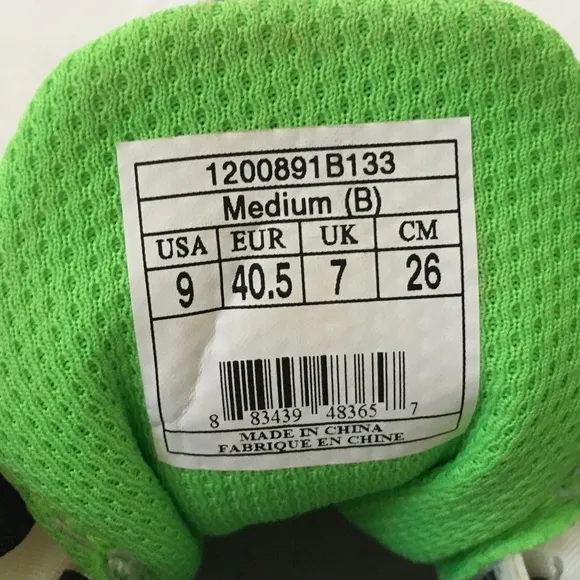 1200891B133
Medium (B)
USA EUR UK CM
9 40.5 7 26
8 83439 48365 7
MADE IN CHINA
FABRIQUE EN CHINE